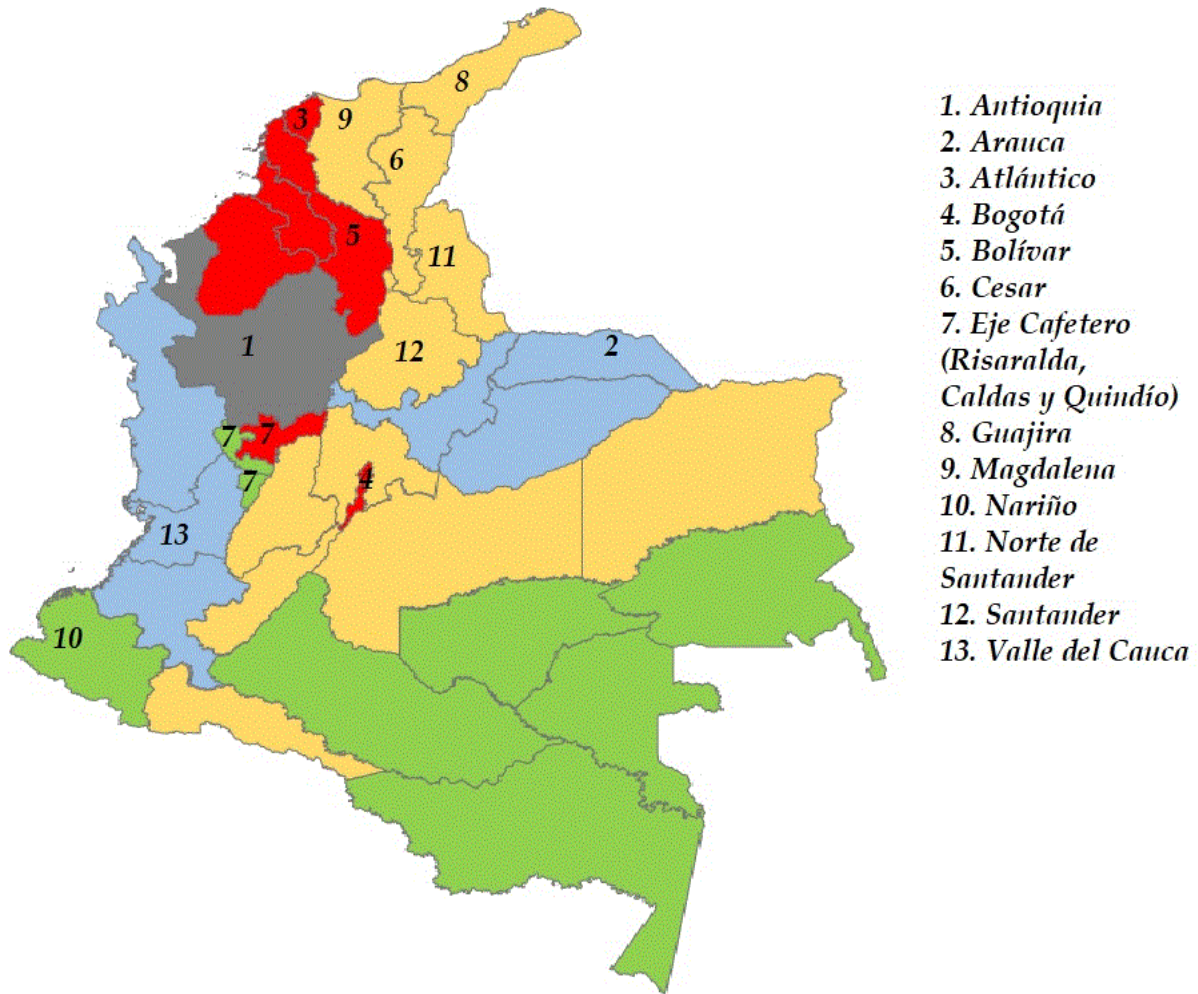 8
3
9
6
5
11
1
12
2
7
7
7
4
13
10
1. Antioquia
2. Arauca
3. Atlántico
4. Bogotá
5. Bolívar
6. Cesar
7. Eje Cafetero
(Risaralda,
Caldas y Quindío)
8. Guajira
9. Magdalena
10. Nariño
11. Norte de
Santander
12. Santander
13. Valle del Cauca